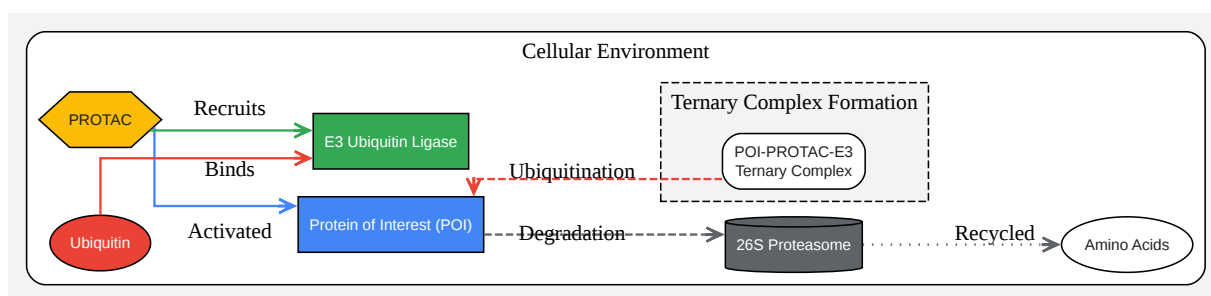 Cellular Environment
PROTAC
Recruits
E3 Ubiquitin Ligase
Binds
Ternary Complex Formation
POI-PROTAC-E3
Ternary Complex
Ubiquitination
Ubiquitin
Activated
Protein of Interest (POI)
Degradation
26S Proteasome
Recycled
Amino Acids